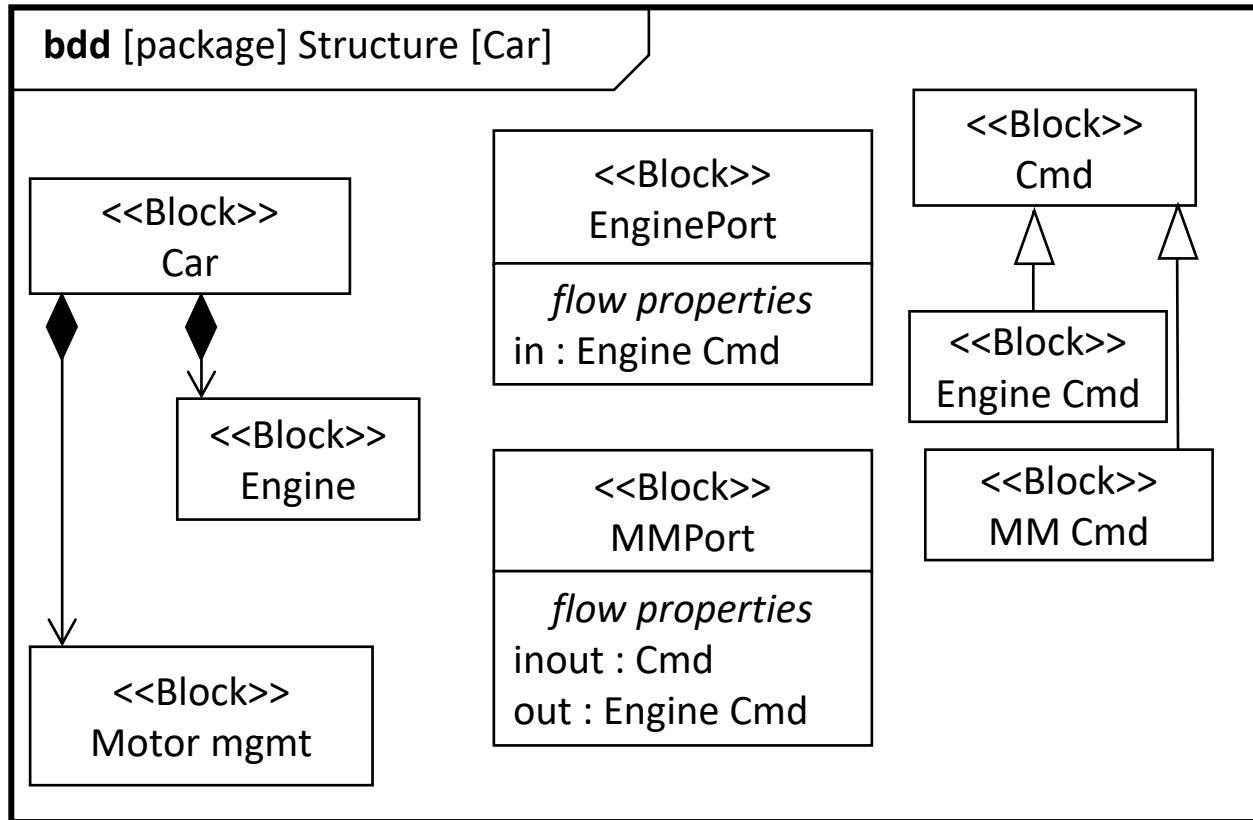 bdd [package] Structure [Car]
<<Block>>
Car
<<Block>>
Engine
<<Block>>
Motor mgmt
<<Block>>
EnginePort
flow properties
in : Engine Cmd
<<Block>>
MMPort
flow properties
inout : Cmd
out : Engine Cmd
<<Block>>
Cmd
<<Block>>
Engine Cmd
<<Block>>
MM Cmd